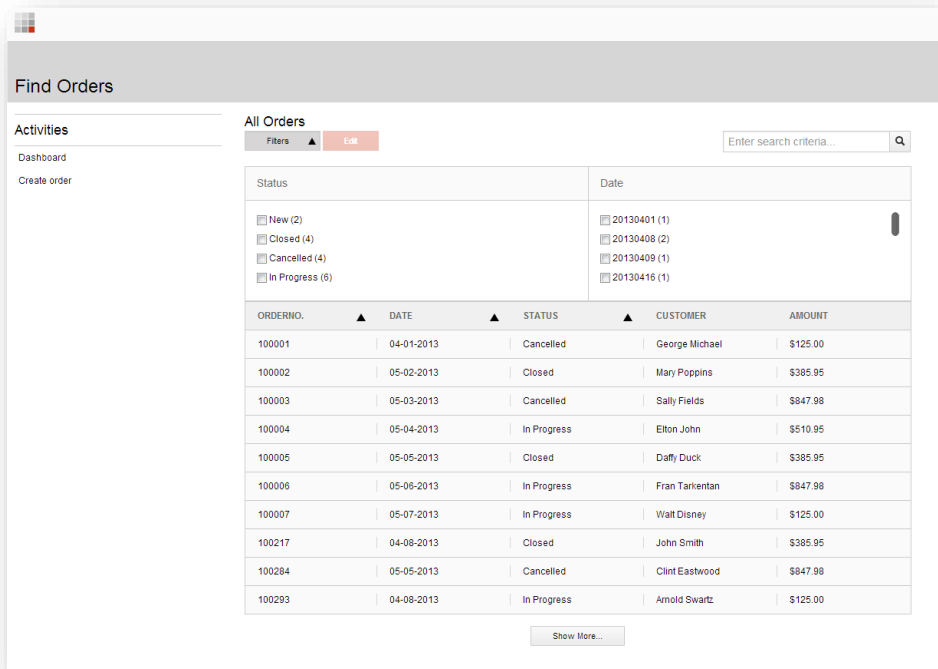 Find Orders
Activities
Dashboard
Create order
All Orders
Filters Edit
Enter search criteria...
Status Date
New (2) 20130401 (1)
Closed (4) 20130408 (2)
Cancelled (4) 20130409 (1)
In Progress (6) 20130416 (1)
ORDERNO. DATE STATUS CUSTOMER AMOUNT
100001 04-01-2013 Cancelled George Michael $125.00
100002 05-02-2013 Closed Mary Poppins $385.95
100003 05-03-2013 Cancelled Sally Fields $847.98
100004 05-04-2013 In Progress Elton John $510.95
100005 05-05-2013 Closed Daffy Duck $385.95
100006 05-06-2013 In Progress Fran Tarkentan $847.98
100007 05-07-2013 In Progress Walt Disney $125.00
100217 04-08-2013 Closed John Smith $385.95
100284 05-05-2013 Cancelled Clint Eastwood $847.98
100293 04-08-2013 In Progress Arnold Swartz $125.00
Show More...